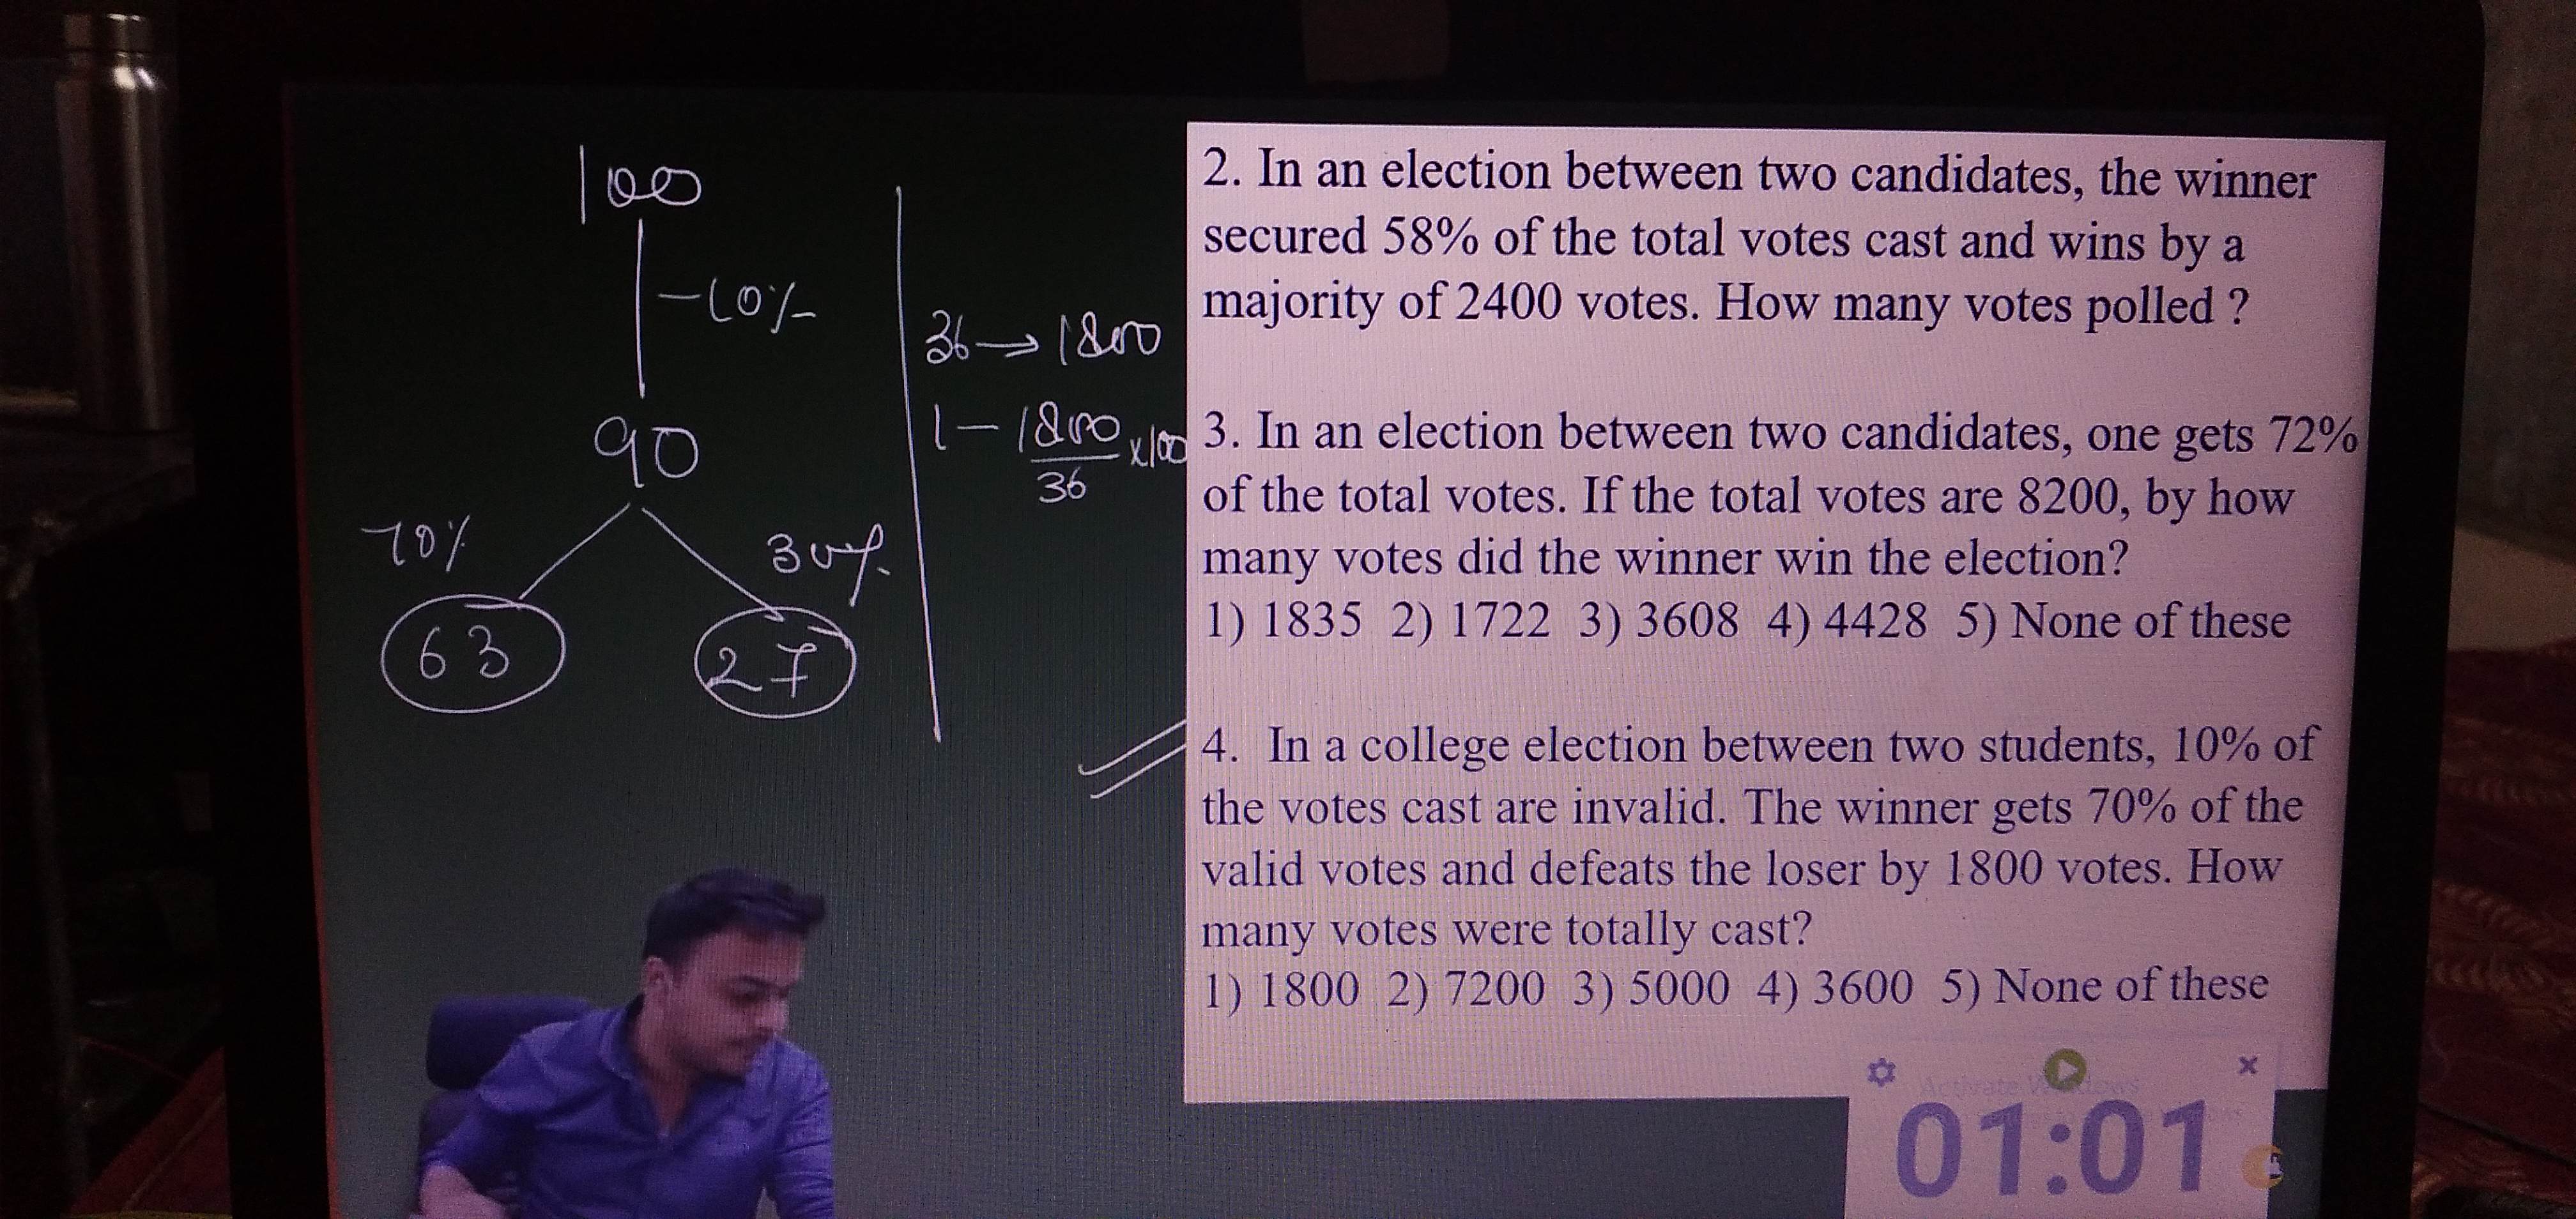 100
-10%
90
70%
30%
63
27
36→1800
1-1800/36 x100
2. In an election between two candidates, the winner
secured 58% of the total votes cast and wins by a
majority of 2400 votes. How many votes polled ?
3. In an election between two candidates, one gets 72%
of the total votes. If the total votes are 8200, by how
many votes did the winner win the election?
1) 1835 2) 1722 3) 3608 4) 4428 5) None of these
4. In a college election between two students, 10% of
the votes cast are invalid. The winner gets 70% of the
valid votes and defeats the loser by 1800 votes. How
many votes were totally cast?
1) 1800 2) 7200 3) 5000 4) 3600 5) None of these
Activate Windows
01:01